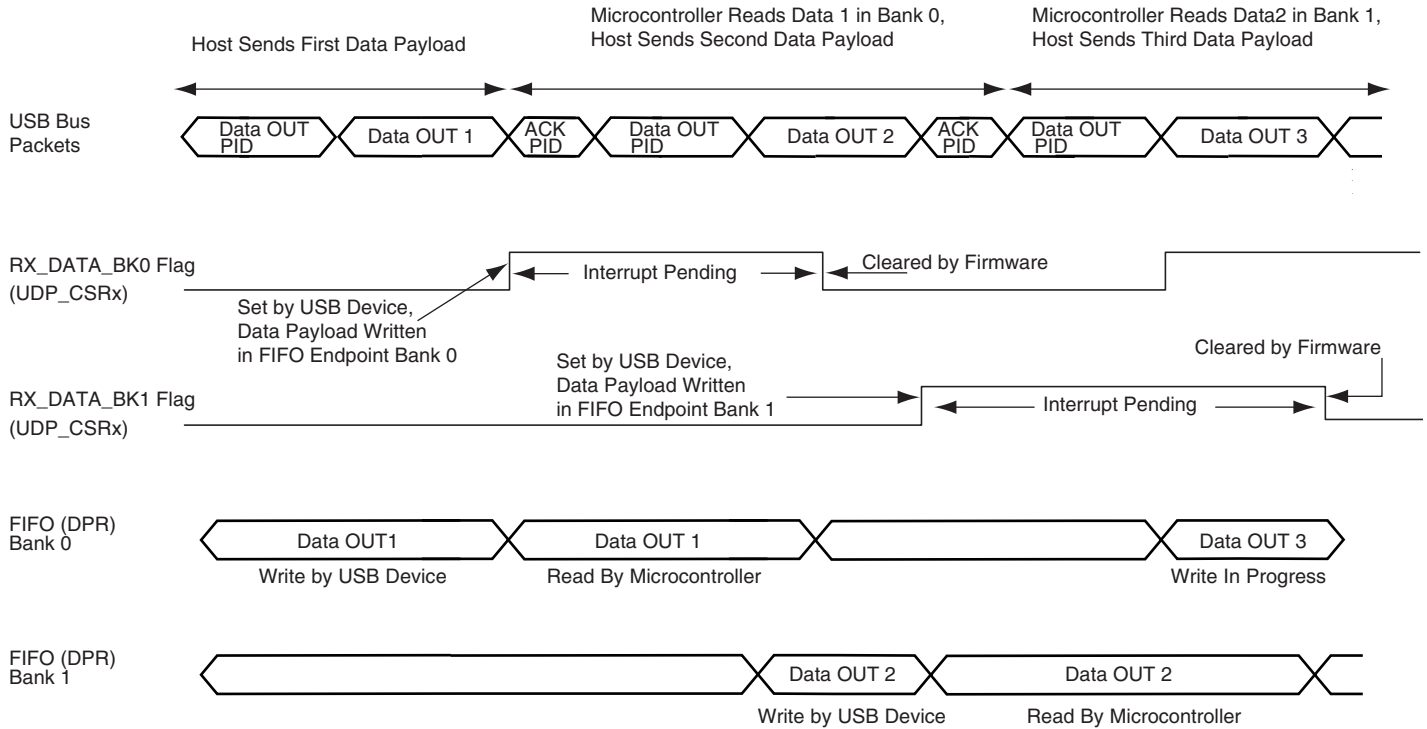 Host Sends First Data Payload
Microcontroller Reads Data 1 in Bank 0,
Host Sends Second Data Payload
Microcontroller Reads Data2 in Bank 1,
Host Sends Third Data Payload
USB Bus
Packets
Data OUT
PID
Data OUT 1
ACK
PID
Data OUT
PID
Data OUT 2
ACK
PID
Data OUT
PID
Data OUT 3
RX_DATA_BK0 Flag
(UDP_CSRx)
Interrupt Pending
Cleared by Firmware
Set by USB Device,
Data Payload Written
in FIFO Endpoint Bank 0
RX_DATA_BK1 Flag
(UDP_CSRx)
Set by USB Device,
Data Payload Written
in FIFO Endpoint Bank 1
Interrupt Pending
Cleared by Firmware
FIFO (DPR)
Bank 0
Data OUT1
Data OUT 1
Data OUT 3
Write by USB Device
Read By Microcontroller
Write In Progress
FIFO (DPR)
Bank 1
Data OUT 2
Data OUT 2
Write by USB Device
Read By Microcontroller